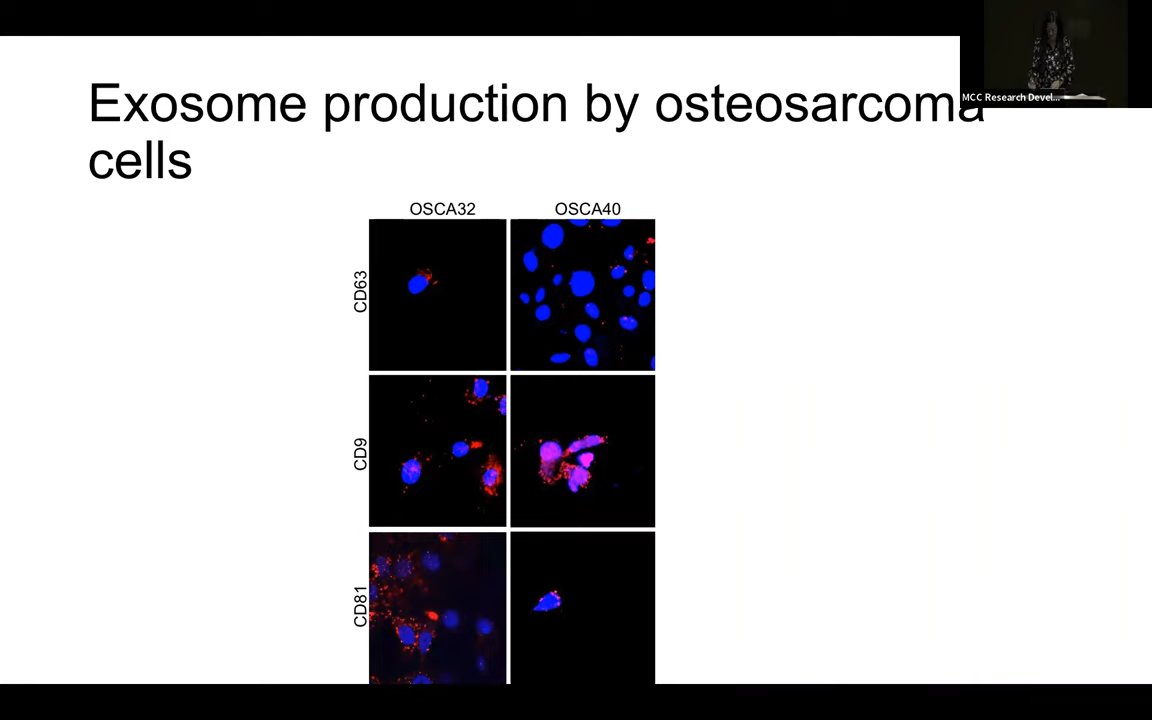 MCC Research Devel...
Exosome production by osteosarcoma
cells
OSCA32
OSCA40
CD63
CD9
CD81